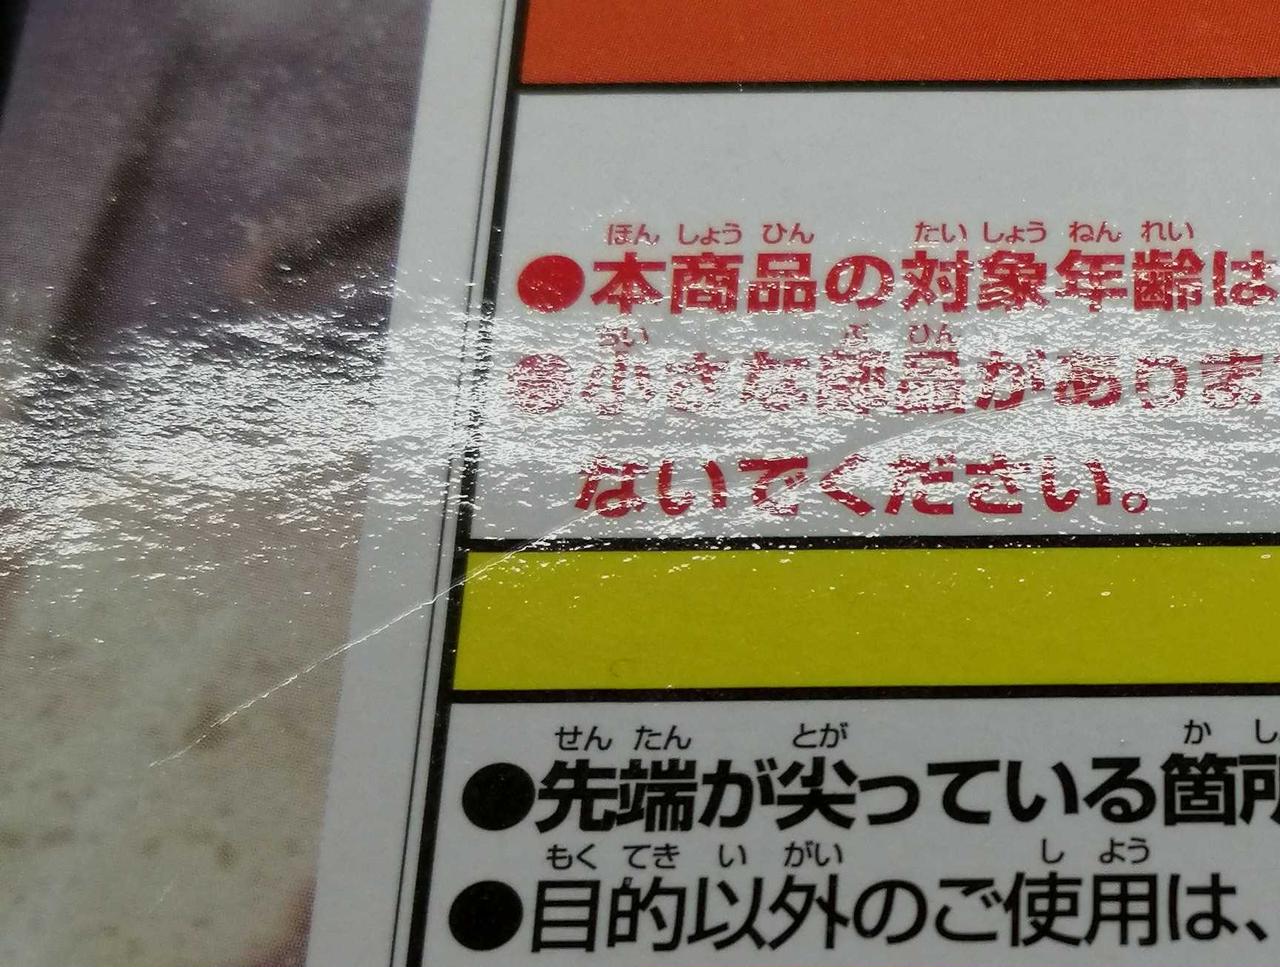 ほん しょう ひん たい しょう ねん れい
●本商品の対象年齢は
ちい ぶ ひん
●小さな部品がありま
ないでください。
せん たん とが か し
●先端が尖っている箇所
もく てき い がい し よう
●目的以外のご使用は、